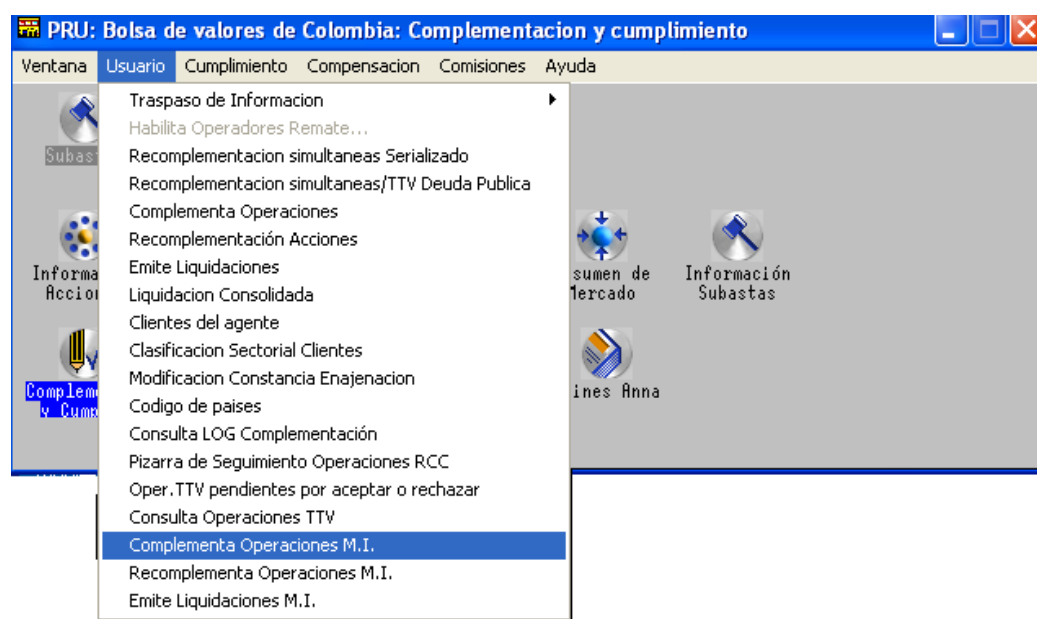 PRU: Bolsa de valores de Colombia: Complementacion y cumplimiento
Ventana Usuario Cumplimiento Compensacion Comisiones Ayuda
Traspaso de Informacion
Habilita Operadores Remate...
Recomplementacion simultaneas Serializado
Recomplementacion simultaneas/TTV Deuda Publica
Complementa Operaciones
Recomplementación Acciones
Emite Liquidaciones
Liquidacion Consolidada
Clientes del agente
Clasificacion Sectorial Clientes
Modificacion Constancia Enajenacion
Codigo de paises
Consulta LOG Complementación
Pizarra de Seguimiento Operaciones RCC
Oper.TTV pendientes por aceptar o rechazar
Consulta Operaciones TTV
Complementa Operaciones M.I.
Recomplementa Operaciones M.I.
Emite Liquidaciones M.I.
Subas
Informa
Accio
sumen de
Mercado
Información
Subastas
Complem
y Cump
ines Anna